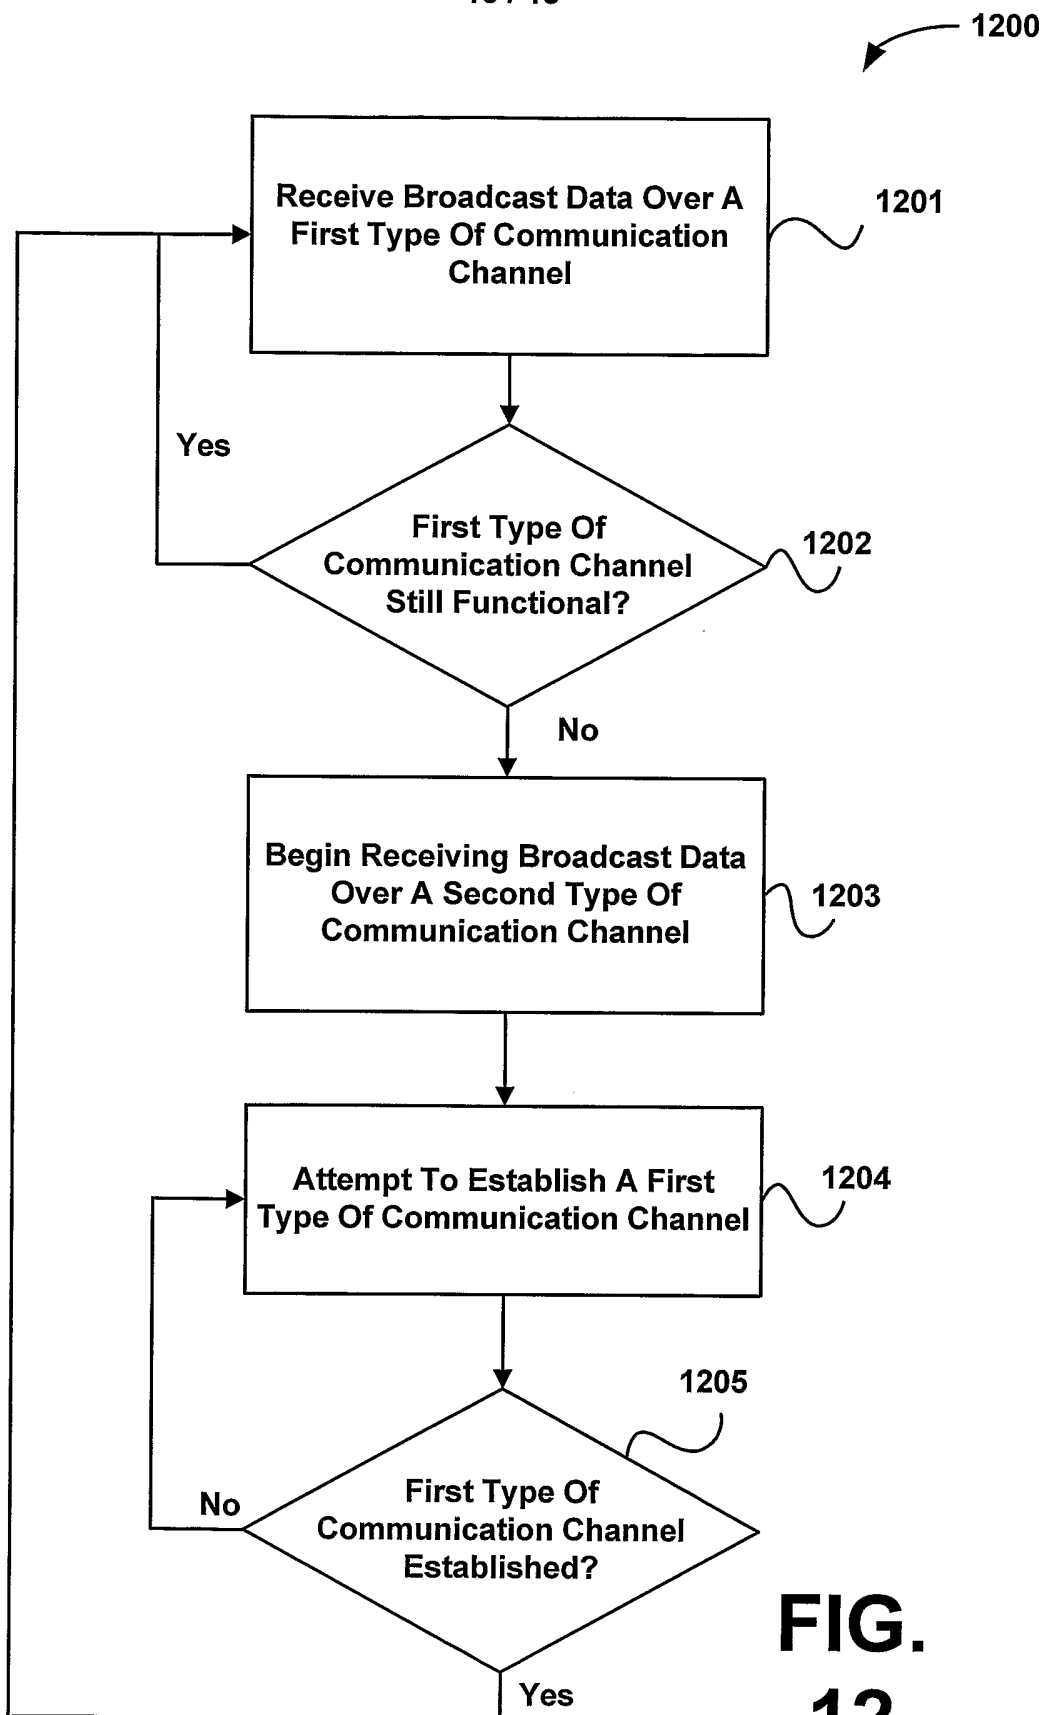 1200
Receive Broadcast Data Over A
First Type Of Communication
Channel
1201
Yes
First Type Of
Communication Channel
Still Functional?
1202
No
Begin Receiving Broadcast Data
Over A Second Type Of
Communication Channel
1203
Attempt To Establish A First
Type Of Communication Channel
1204
1205
No
First Type Of
Communication Channel
Established?
FIG.
12
Yes